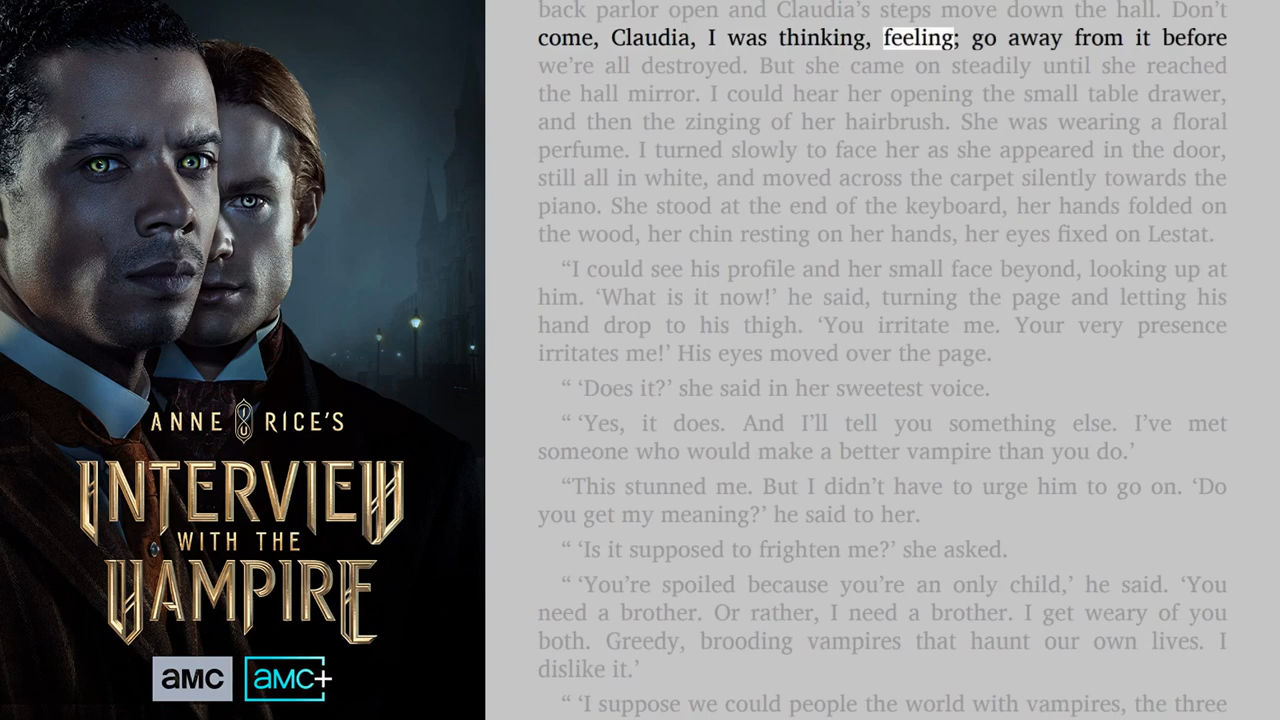 ANNE RICE'S
INTERVIEW
WITH THE
VAMPIRE
amc
amc+
back parlor open and Claudia’s steps move down the hall. Don’t
come, Claudia, I was thinking, feeling; go away from it before
we’re all destroyed. But she came on steadily until she reached
the hall mirror. I could hear her opening the small table drawer,
and then the zinging of her hairbrush. She was wearing a floral
perfume. I turned slowly to face her as she appeared in the door,
still all in white, and moved across the carpet silently towards the
piano. She stood at the end of the keyboard, her hands folded on
the wood, her chin resting on her hands, her eyes fixed on Lestat.
“I could see his profile and her small face beyond, looking up at
him. ‘What is it now!’ he said, turning the page and letting his
hand drop to his thigh. ‘You irritate me. Your very presence
irritates me!’ His eyes moved over the page.
“ ‘Does it?’ she said in her sweetest voice.
“ ‘Yes, it does. And I’ll tell you something else. I’ve met
someone who would make a better vampire than you do.’
“This stunned me. But I didn’t have to urge him to go on. ‘Do
you get my meaning?’ he said to her.
“ ‘Is it supposed to frighten me?’ she asked.
“ ‘You’re spoiled because you’re an only child,’ he said. ‘You
need a brother. Or rather, I need a brother. I get weary of you
both. Greedy, brooding vampires that haunt our own lives. I
dislike it.’
“ ‘I suppose we could people the world with vampires, the three